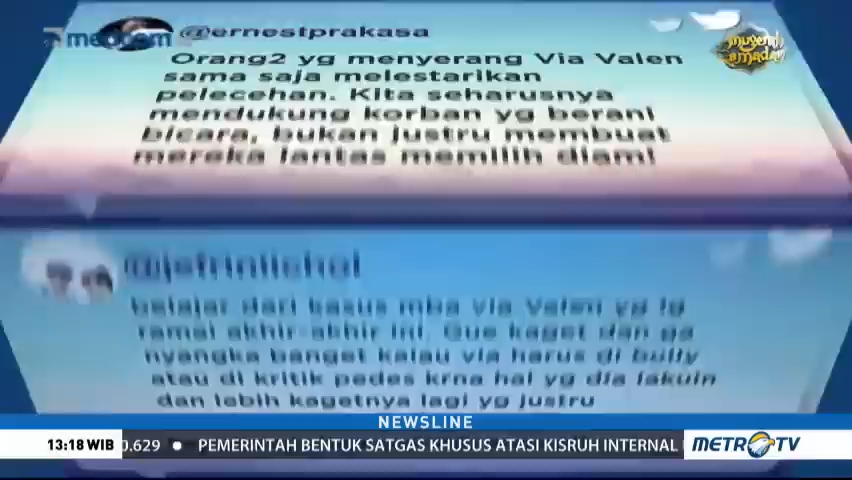 medcom
@ernestprakasa
Orang2 yg menyerang Via Valen
sama saja melestarikan
pelecehan. Kita seharusnya
mendukung korban yg berani
bicara, bukan justru membuat
mereka lantas memilih diam!
belajar dari kasus mba via Valen yg lg
ramai akhir-akhir ini. Gue kaget dan ga
nyangka banget kalau via harus di bully
atau di kritik pedes krna hal yg dia lakuin
dan lebih kagetnya lagi yg justru
NEWSLINE
13:18 WIB 0.629 • PEMERINTAH BENTUK SATGAS KHUSUS ATASI KISRUH INTERNAL
METRO TV